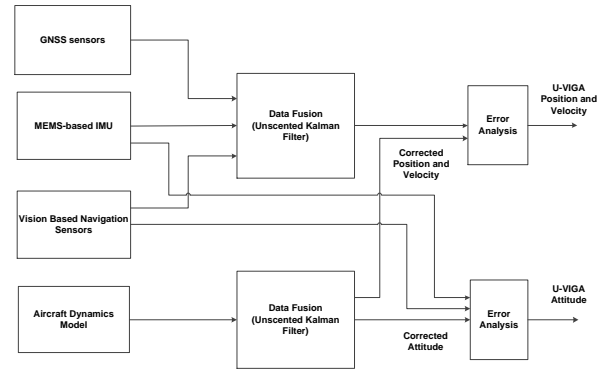 GNSS sensors
MEMS-based IMU
Vision Based Navigation
Sensors
Aircraft Dynamics
Model
Data Fusion
(Unscented Kalman
Filter)
Data Fusion
(Unscented Kalman
Filter)
Corrected
Position and
Velocity
Corrected
Attitude
Error
Analysis
Error
Analysis
U-VIGA
Position and
Velocity
U-VIGA
Attitude